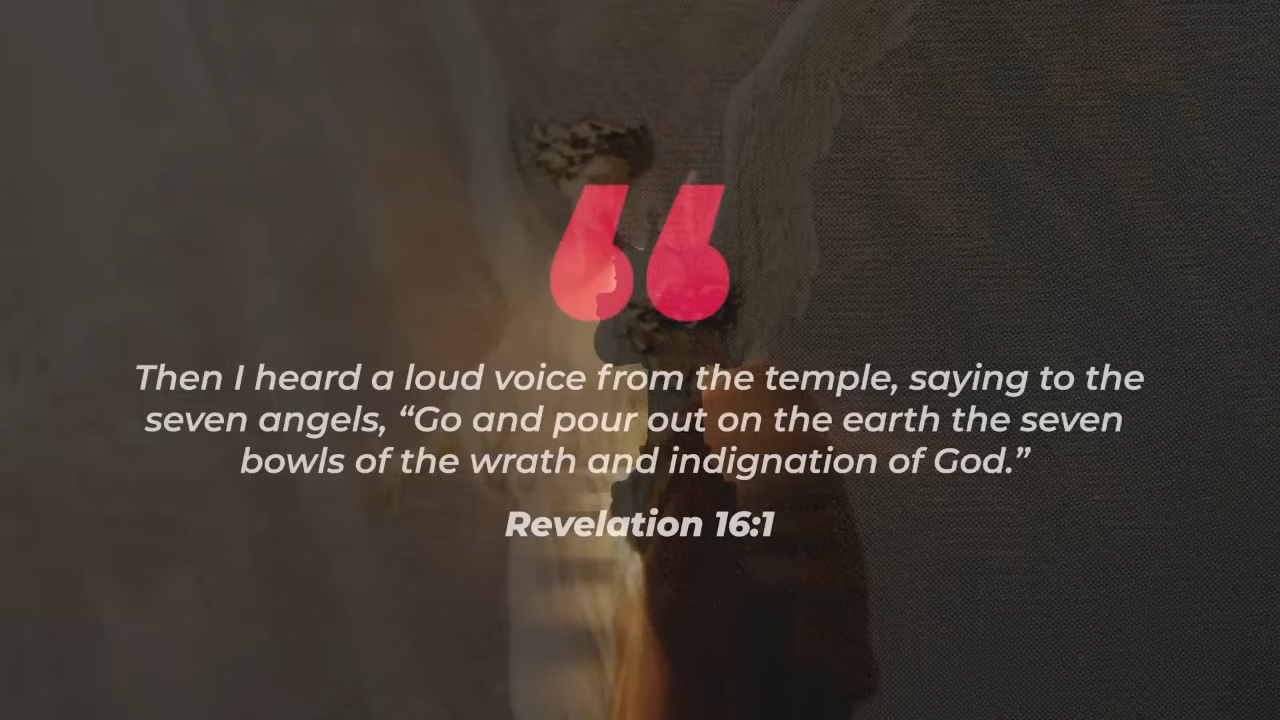 Then I heard a loud voice from the temple, saying to the
seven angels, “Go and pour out on the earth the seven
bowls of the wrath and indignation of God.”
Revelation 16:1